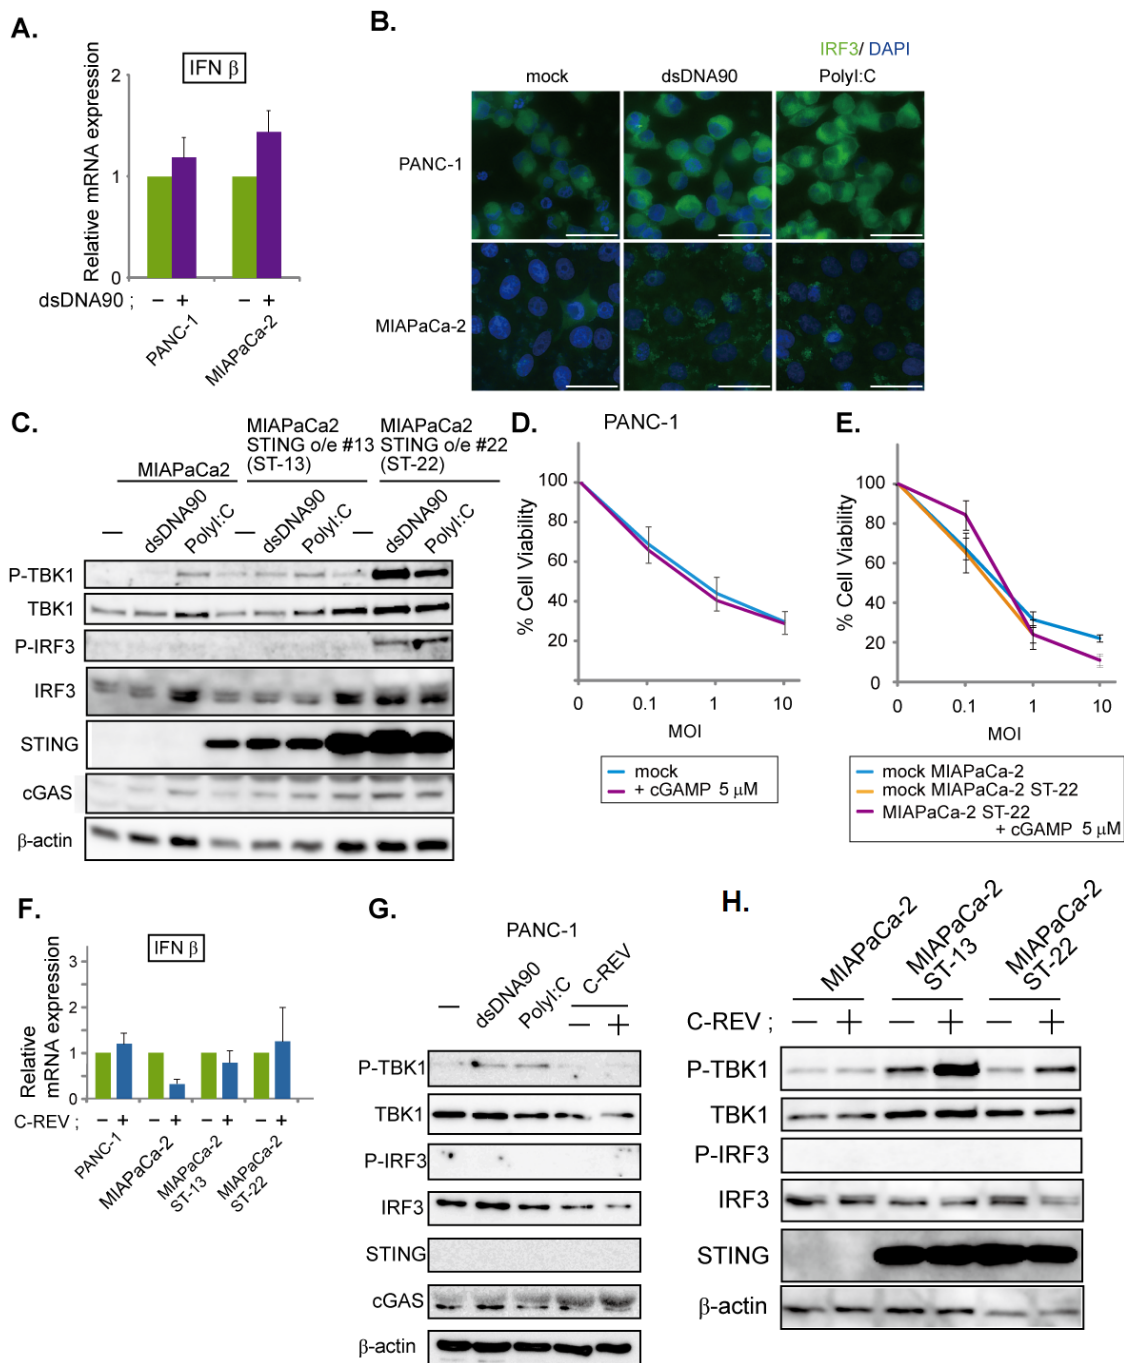 A.
IFN β
Relative mRNA expression
2
1
0
dsDNA90 ; − + − +
PANC-1
MIAPaCa-2
B.
IRF3/ DAPI
mock
dsDNA90
PolyI:C
PANC-1
MIAPaCa-2
C.
MIAPaCa2
MIAPaCa2
STING o/e #13
(ST-13)
MIAPaCa2
STING o/e #22
(ST-22)
— dsDNA90 PolyI:C — dsDNA90 PolyI:C — dsDNA90 PolyI:C
P-TBK1
TBK1
P-IRF3
IRF3
STING
cGAS
β-actin
D.
PANC-1
% Cell Viability
100
80
60
40
20
0 0.1 1 10
MOI
mock
+ cGAMP 5 µM
E.
% Cell Viability
100
80
60
40
20
0
0 0.1 1 10
MOI
mock MIAPaCa-2
mock MIAPaCa-2 ST-22
MIAPaCa-2 ST-22
+ cGAMP 5 µM
F.
IFN β
Relative
mRNA expression
3
2
1
0
C-REV ; − + − + − + − +
PANC-1
MIAPaCa-2
MIAPaCa-2
ST-13
MIAPaCa-2
ST-22
G.
PANC-1
— dsDNA90 PolyI:C C-REV
− +
P-TBK1
TBK1
P-IRF3
IRF3
STING
cGAS
β-actin
H.
MIAPaCa-2
MIAPaCa-2
ST-13
MIAPaCa-2
ST-22
C-REV ; − + − + − +
P-TBK1
TBK1
P-IRF3
IRF3
STING
β-actin